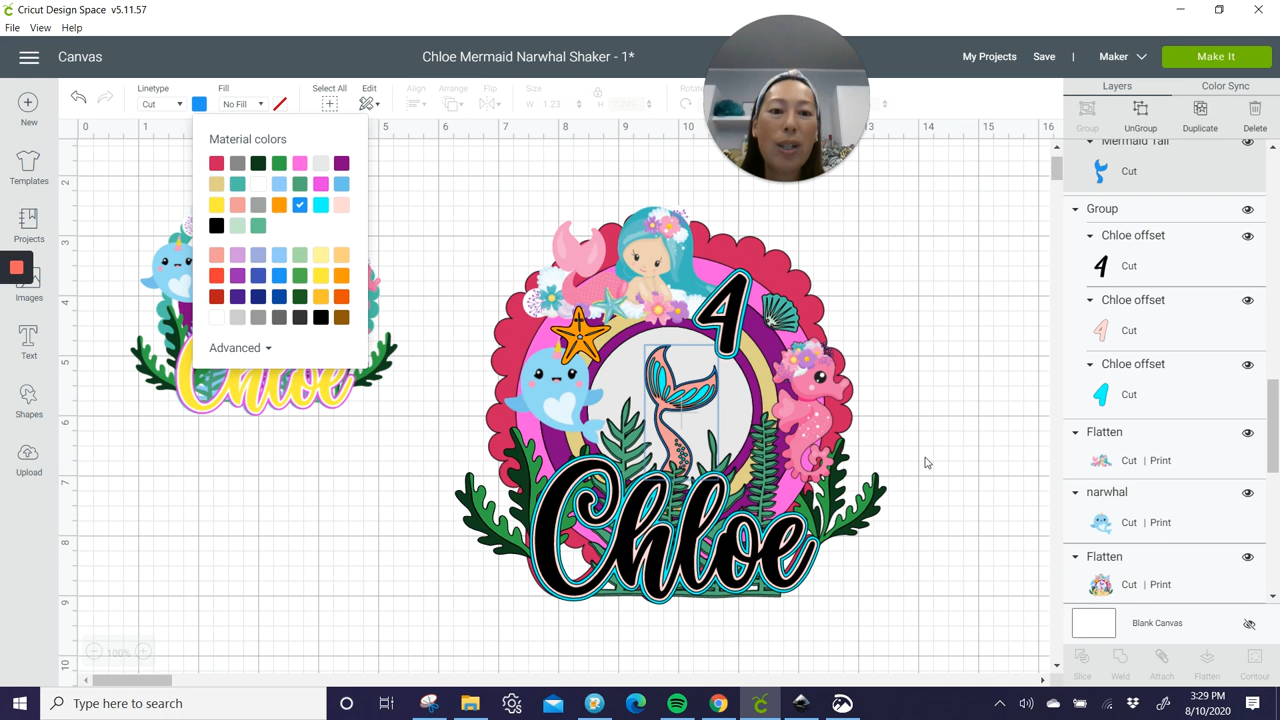 Cricut Design Space v5.11.57
File View Help
Canvas
Chloe Mermaid Narwhal Shaker - 1*
My Projects Save | Maker Make It
Linetype
Cut
Fill
No Fill
Select All
Edit
Align
Arrange
Flip
Size
W 1.23
H
Rotate
Layers
Color Sync
Group
UnGroup
Duplicate
Delete
New
Templates
Projects
Images
Text
Shapes
Upload
0 1 5 6 7 8 9 10 13 14 15 16
2
3
4
5
6
7
8
9
10
Material colors
Advanced
Chloe
4
Chloe
100%
Mermaid Tail
Cut
Group
Chloe offset
4 Cut
Chloe offset
4 Cut
Chloe offset
4 Cut
Flatten
Cut | Print
narwhal
Cut | Print
Flatten
Cut | Print
Blank Canvas
Slice
Weld
Attach
Flatten
Contour
Type here to search
3:29 PM
8/10/2020